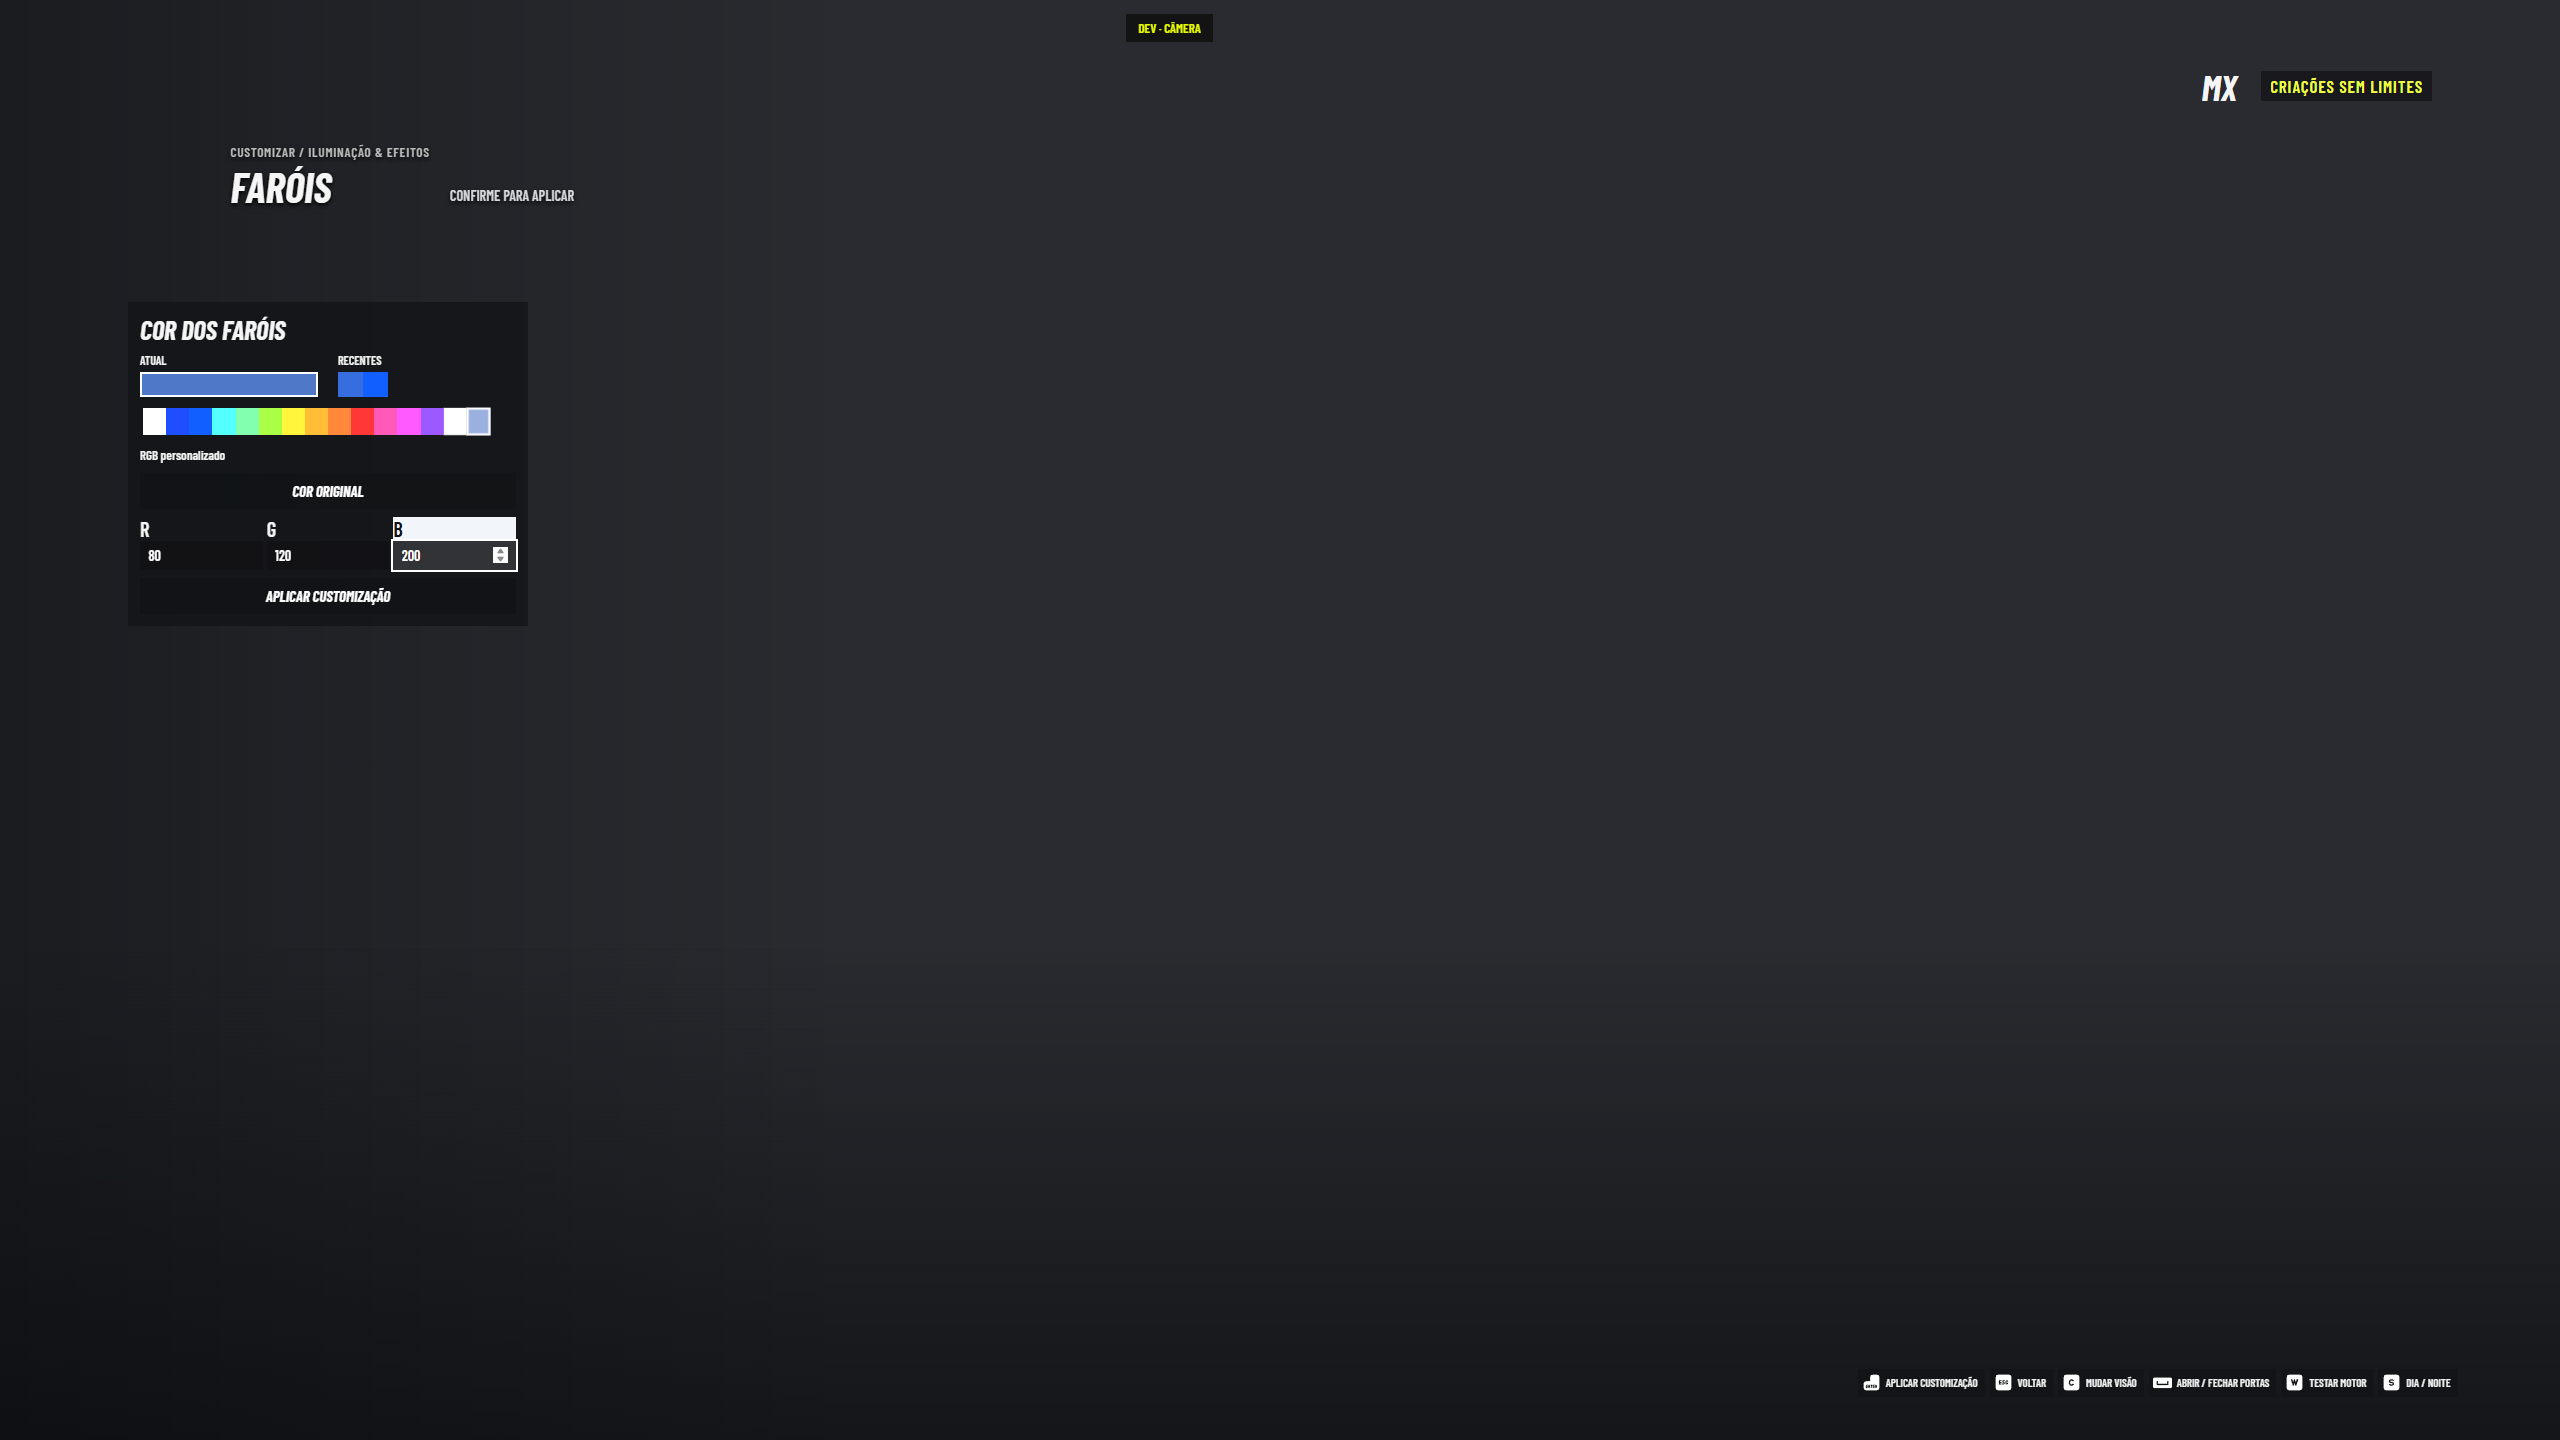 DEV - CÂMERA
MX
CRIAÇÕES SEM LIMITES
CUSTOMIZAR / ILUMINAÇÃO & EFEITOS
FARÓIS
CONFIRME PARA APLICAR
COR DOS FARÓIS
ATUAL
RECENTES
RGB personalizado
COR ORIGINAL
R G B
80 120 200
APLICAR CUSTOMIZAÇÃO
ENTER APLICAR CUSTOMIZAÇÃO ESC VOLTAR C MUDAR VISÃO ABRIR / FECHAR PORTAS W TESTAR MOTOR S DIA / NOITE